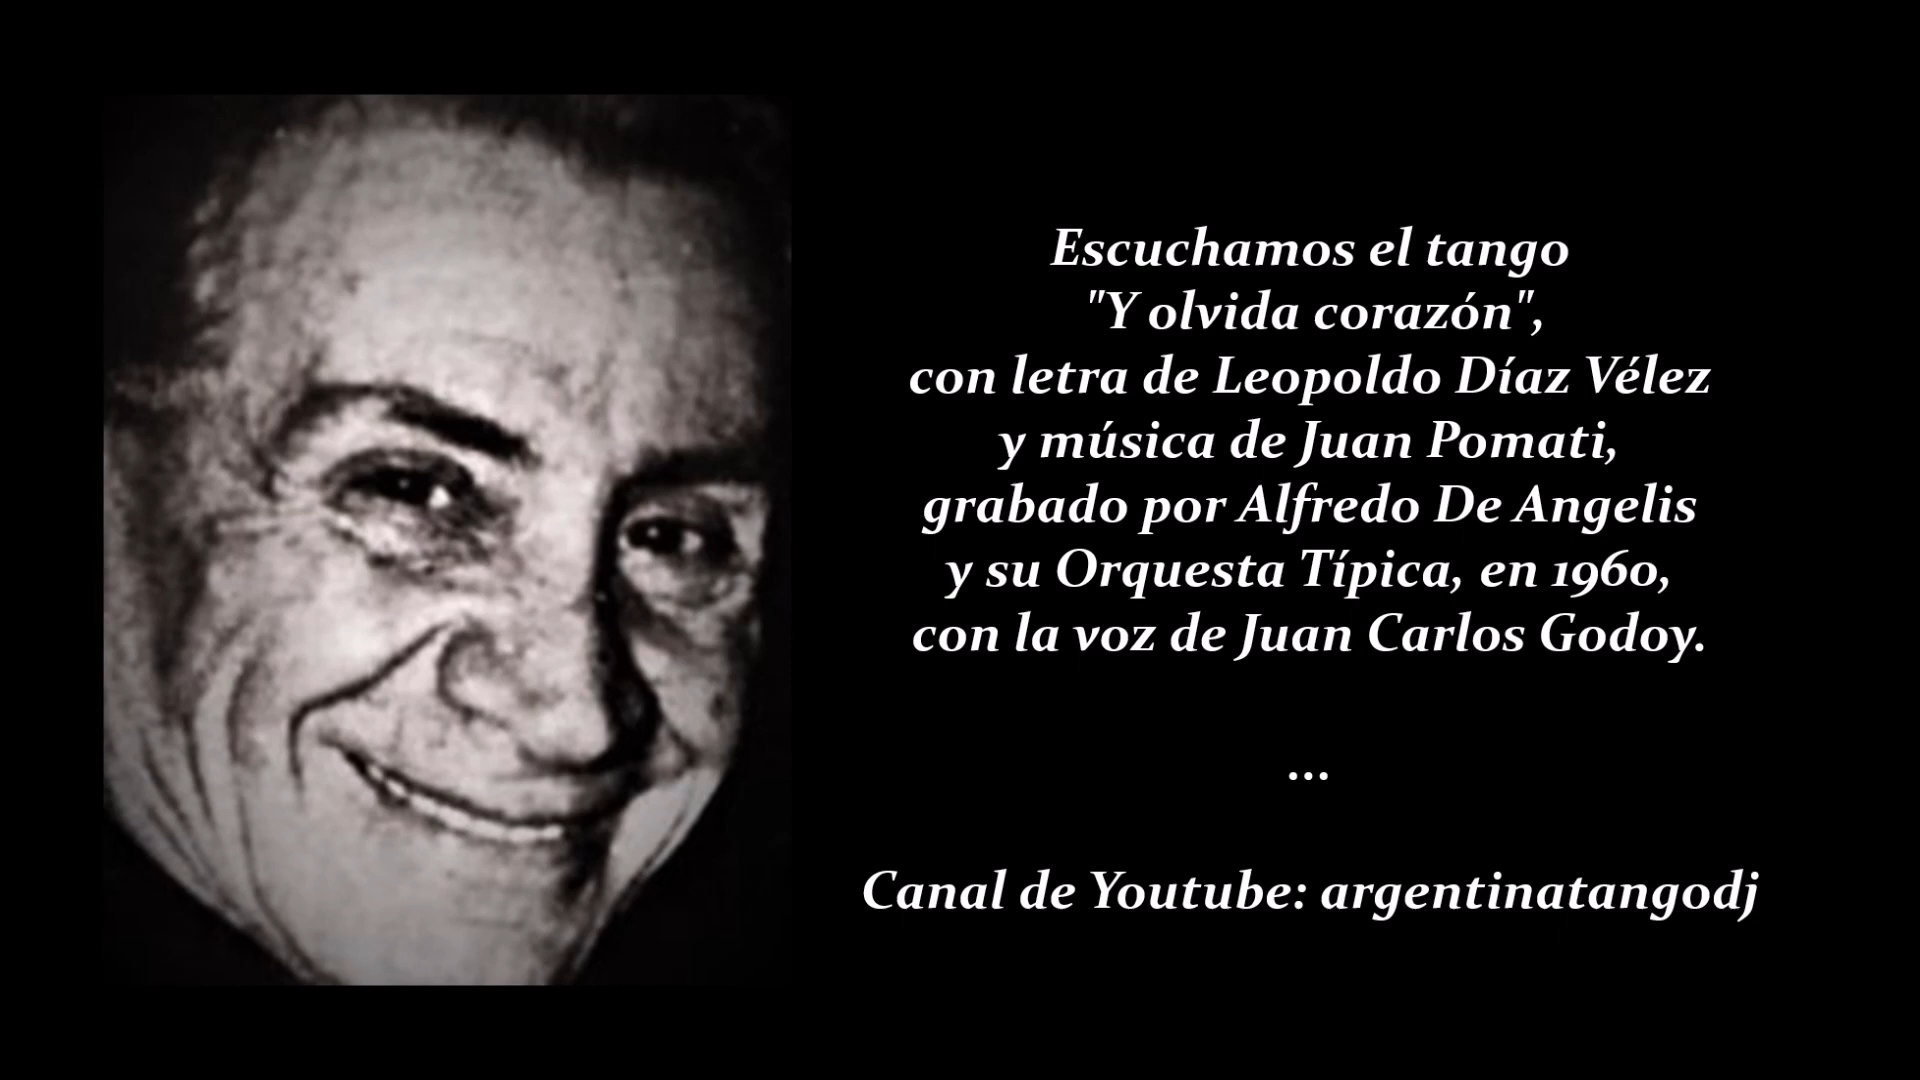 Escuchamos el tango
"Y olvida corazón",
con letra de Leopoldo Díaz Vélez
y música de Juan Pomati,
grabado por Alfredo De Angelis
y su Orquesta Típica, en 1960,
con la voz de Juan Carlos Godoy.
...
Canal de Youtube: argentinatangodj